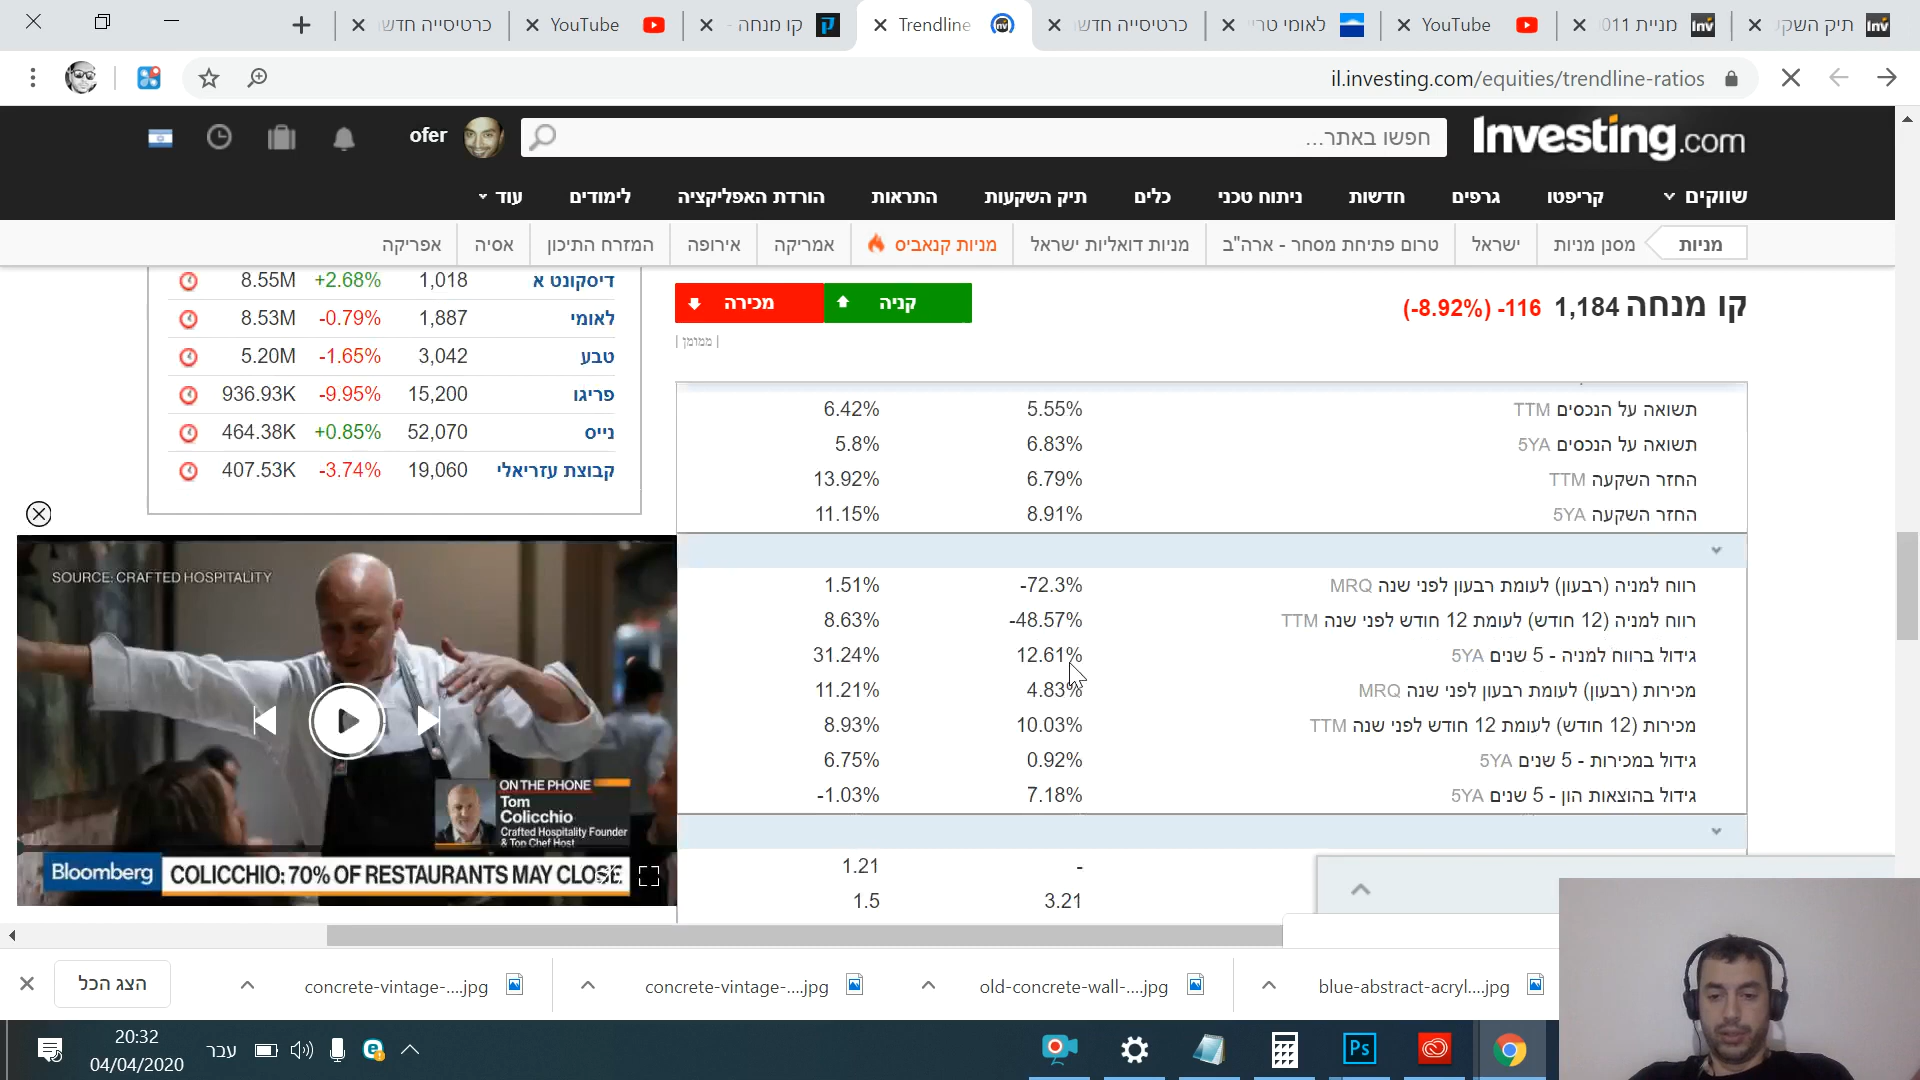 כרטיסייה חדשה
YouTube
קו מנחה -
Trendline
כרטיסייה חדשה
לאומי טרייד
YouTube
מניית 011
תיק השקע
il.investing.com/equities/trendline-ratios
ofer
חפשו באתר...
Investing.com
שווקים
קריפטו
גרפים
חדשות
ניתוח טכני
כלים
תיק השקעות
התראות
הורדת האפליקציה
לימודים
עוד
מניות
מסנן מניות
ישראל
טרום פתיחת מסחר - ארה"ב
מניות דואליות ישראל
מניות קנאביס
אמריקה
אירופה
המזרח התיכון
אסיה
אפריקה
דיסקונט א 1,018 +2.68% 8.55M
לאומי 1,887 -0.79% 8.53M
טבע 3,042 -1.65% 5.20M
פריגו 15,200 -9.95% 936.93K
נייס 52,070 +0.85% 464.38K
קבוצת עזריאלי 19,060 -3.74% 407.53K
קו מנחה 1,184 -116 (-8.92%)
קניה
מכירה
| ממומן |
תשואה על הנכסים TTM 5.55% 6.42%
תשואה על הנכסים 5YA 6.83% 5.8%
החזר השקעה TTM 6.79% 13.92%
החזר השקעה 5YA 8.91% 11.15%
רווח למניה (רבעון) לעומת רבעון לפני שנה MRQ -72.3% 1.51%
רווח למניה (12 חודש) לעומת 12 חודש לפני שנה TTM -48.57% 8.63%
גידול ברווח למניה - 5 שנים 5YA 12.61% 31.24%
מכירות (רבעון) לעומת רבעון לפני שנה MRQ 4.83% 11.21%
מכירות (12 חודש) לעומת 12 חודש לפני שנה TTM 10.03% 8.93%
גידול במכירות - 5 שנים 5YA 0.92% 6.75%
גידול בהוצאות הון - 5 שנים 5YA 7.18% -1.03%
- 1.21
3.21 1.5
SOURCE: CRAFTED HOSPITALITY
ON THE PHONE
Tom
Colicchio
Crafted Hospitality Founder
& Top Chef Host
Bloomberg
COLICCHIO: 70% OF RESTAURANTS MAY CLOSE
הצג הכל
concrete-vintage-....jpg
concrete-vintage-....jpg
old-concrete-wall-....jpg
blue-abstract-acryl....jpg
20:32
04/04/2020
עבר
Ps